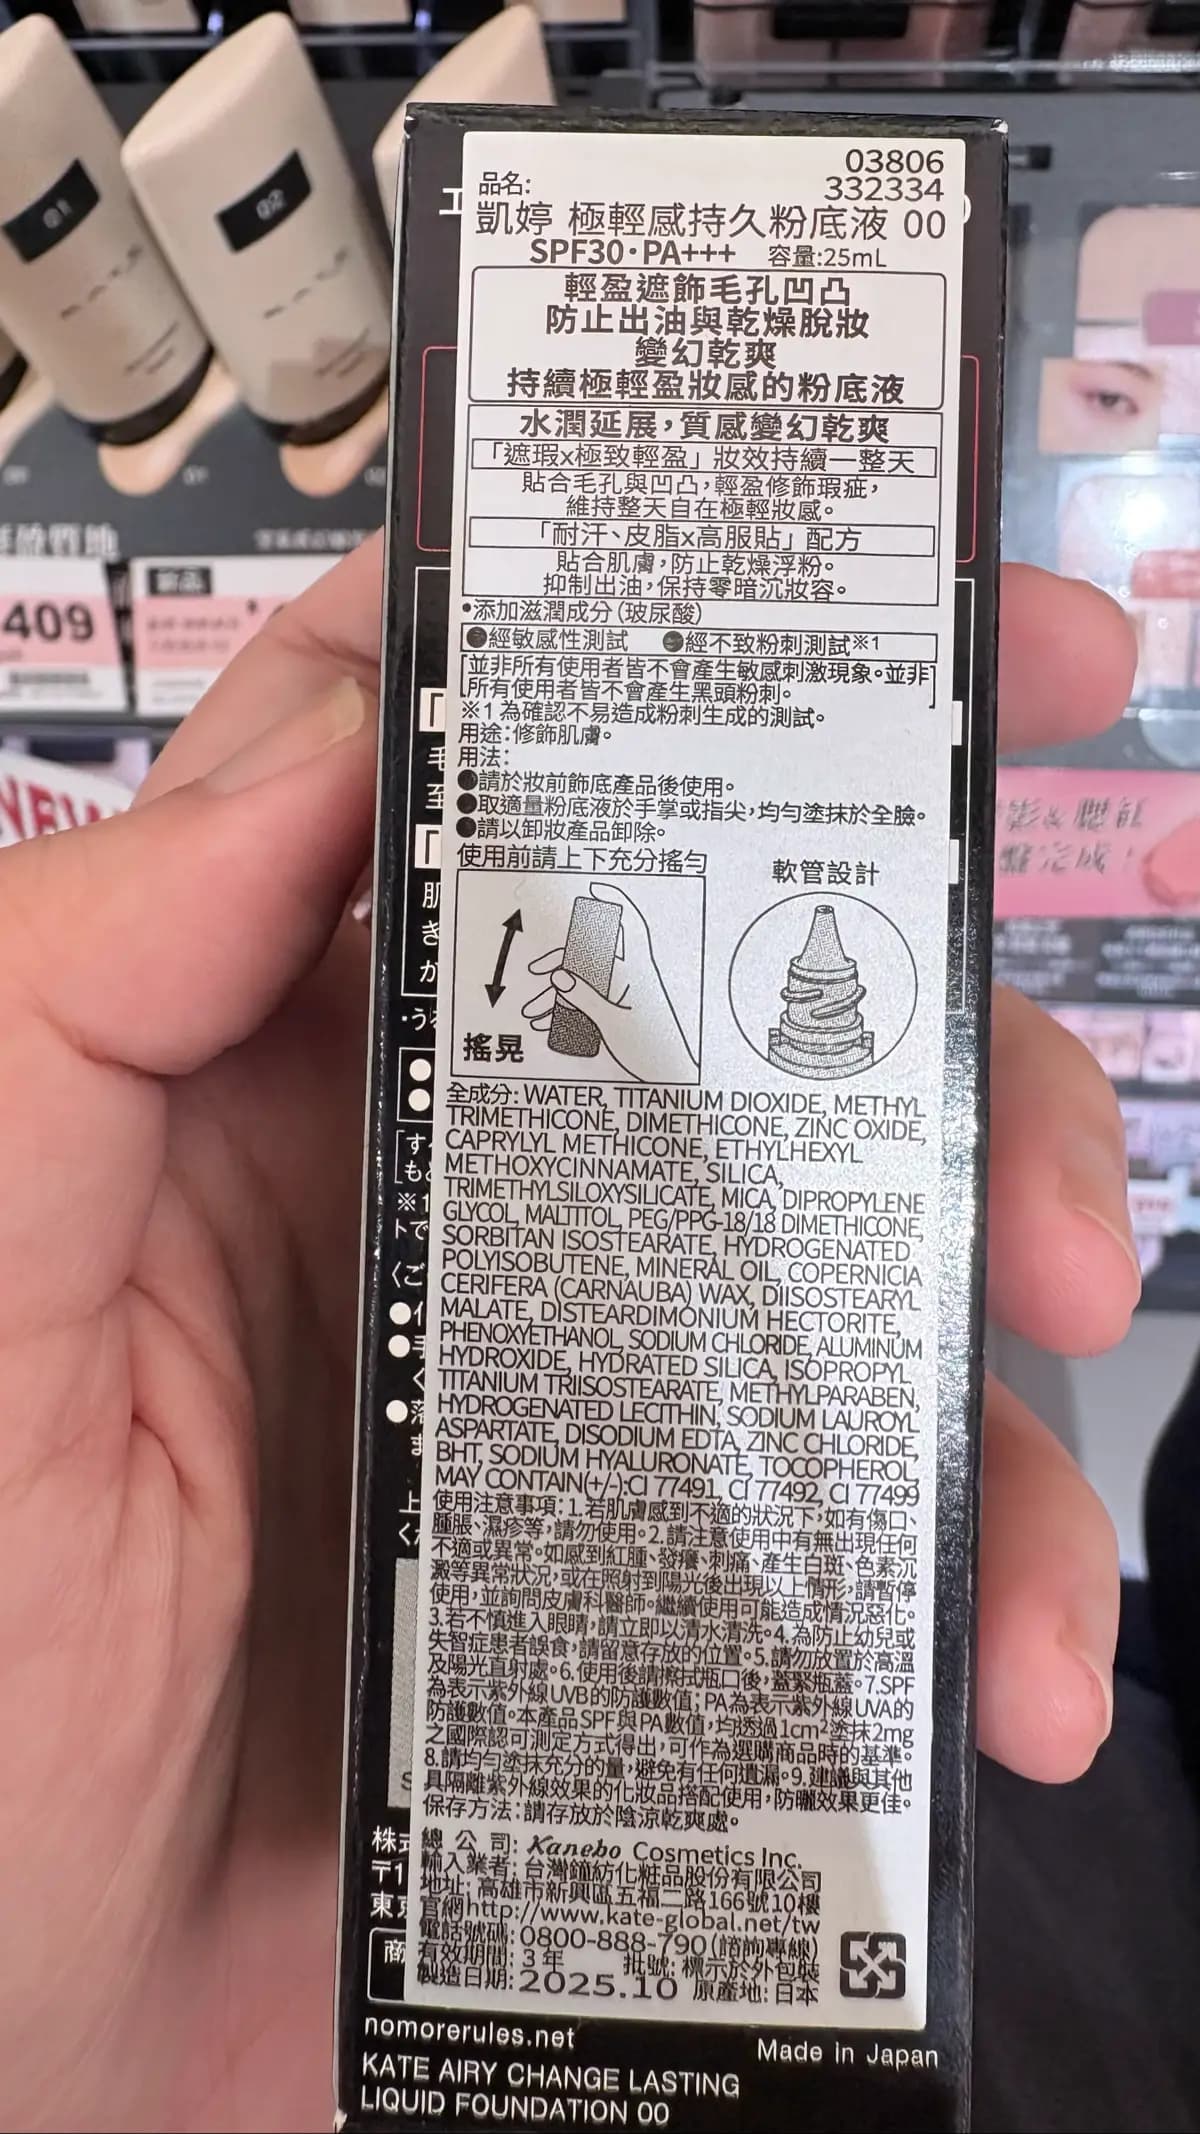 03806
332334
品名:
凱婷 極輕感持久粉底液 00
SPF30・PA+++ 容量:25mL
輕盈遮飾毛孔凹凸
防止出油與乾燥脫妝
變幻乾爽
持續極輕盈妝感的粉底液
水潤延展,質感變幻乾爽
「遮瑕x極致輕盈」妝效持續一整天
貼合毛孔與凹凸,輕盈修飾瑕疵,
維持整天自在極輕妝感。
「耐汗、皮脂x高服貼」配方
貼合肌膚,防止乾燥浮粉。
抑制出油,保持零暗沉妝容。
•添加滋潤成分(玻尿酸)
●經敏感性測試 ●經不致粉刺測試※1
[並非所有使用者皆不會產生敏感刺激現象。並非
所有使用者皆不會產生黑頭粉刺。]
※1 為確認不易造成粉刺生成的測試。
用途:修飾肌膚。
用法:
●請於妝前飾底產品後使用。
●取適量粉底液於手掌或指尖,均勻塗抹於全臉。
●請以卸妝產品卸除。
使用前請上下充分搖勻
軟管設計
搖晃
全成分: WATER, TITANIUM DIOXIDE, METHYL
TRIMETHICONE, DIMETHICONE, ZINC OXIDE,
CAPRYLYL METHICONE, ETHYLHEXYL
METHOXYCINNAMATE, SILICA,
TRIMETHYLSILOXYSILICATE, MICA, DIPROPYLENE
GLYCOL, MALTITOL, PEG/PPG-18/18 DIMETHICONE,
SORBITAN ISOSTEARATE, HYDROGENATED
POLYISOBUTENE, MINERAL OIL, COPERNICIA
CERIFERA (CARNAUBA) WAX, DIISOSTEARYL
MALATE, DISTEARDIMONIUM HECTORITE,
PHENOXYETHANOL, SODIUM CHLORIDE, ALUMINUM
HYDROXIDE, HYDRATED SILICA, ISOPROPYL
TITANIUM TRIISOSTEARATE, METHYLPARABEN,
HYDROGENATED LECITHIN, SODIUM LAUROYL
ASPARTATE, DISODIUM EDTA, ZINC CHLORIDE,
BHT, SODIUM HYALURONATE, TOCOPHEROL,
MAY CONTAIN(+/-):CI 77491, CI 77492, CI 77499
使用注意事項:1.若肌膚感到不適的狀況下,如有傷口、
腫脹、濕疹等,請勿使用。2.請注意使用中有無出現任何
不適或異常。如感到紅腫、發癢、刺痛、產生白斑、色素沉
澱等異常狀況,或在照射到陽光後出現以上情形,請暫停
使用,並詢問皮膚科醫師。繼續使用可能造成情況惡化。
3.若不慎進入眼睛,請立即以清水清洗。4.為防止幼兒或
失智症患者誤食,請留意存放的位置。5.請勿放置於高溫
及陽光直射處。6.使用後請擦拭瓶口後,蓋緊瓶蓋。7.SPF
為表示紫外線UVB的防護數值;PA為表示紫外線UVA的
防護數值。本產品SPF與PA數值,均透過1cm²塗抹2mg
之國際認可測定方式得出,可作為選購商品時的基準。
8.請均勻塗抹充分的量,避免有任何遺漏。9.建議與其他
具隔離紫外線效果的化妝品搭配使用,防曬效果更佳。
保存方法:請存放於陰涼乾爽處。
總 公 司: Kanebo Cosmetics Inc.
輸入業者: 台灣鐘紡化粧品股份有限公司
地址: 高雄市新興區五福二路166號10樓
官網http://www.kate-global.net/tw
電話號碼: 0800-888-790(諮詢專線)
有效期間: 3 年 批號: 標示於外包裝
製造日期: 2025.10 原產地: 日本
nomorerules.net
Made in Japan
KATE AIRY CHANGE LASTING
LIQUID FOUNDATION 00
01
02
409